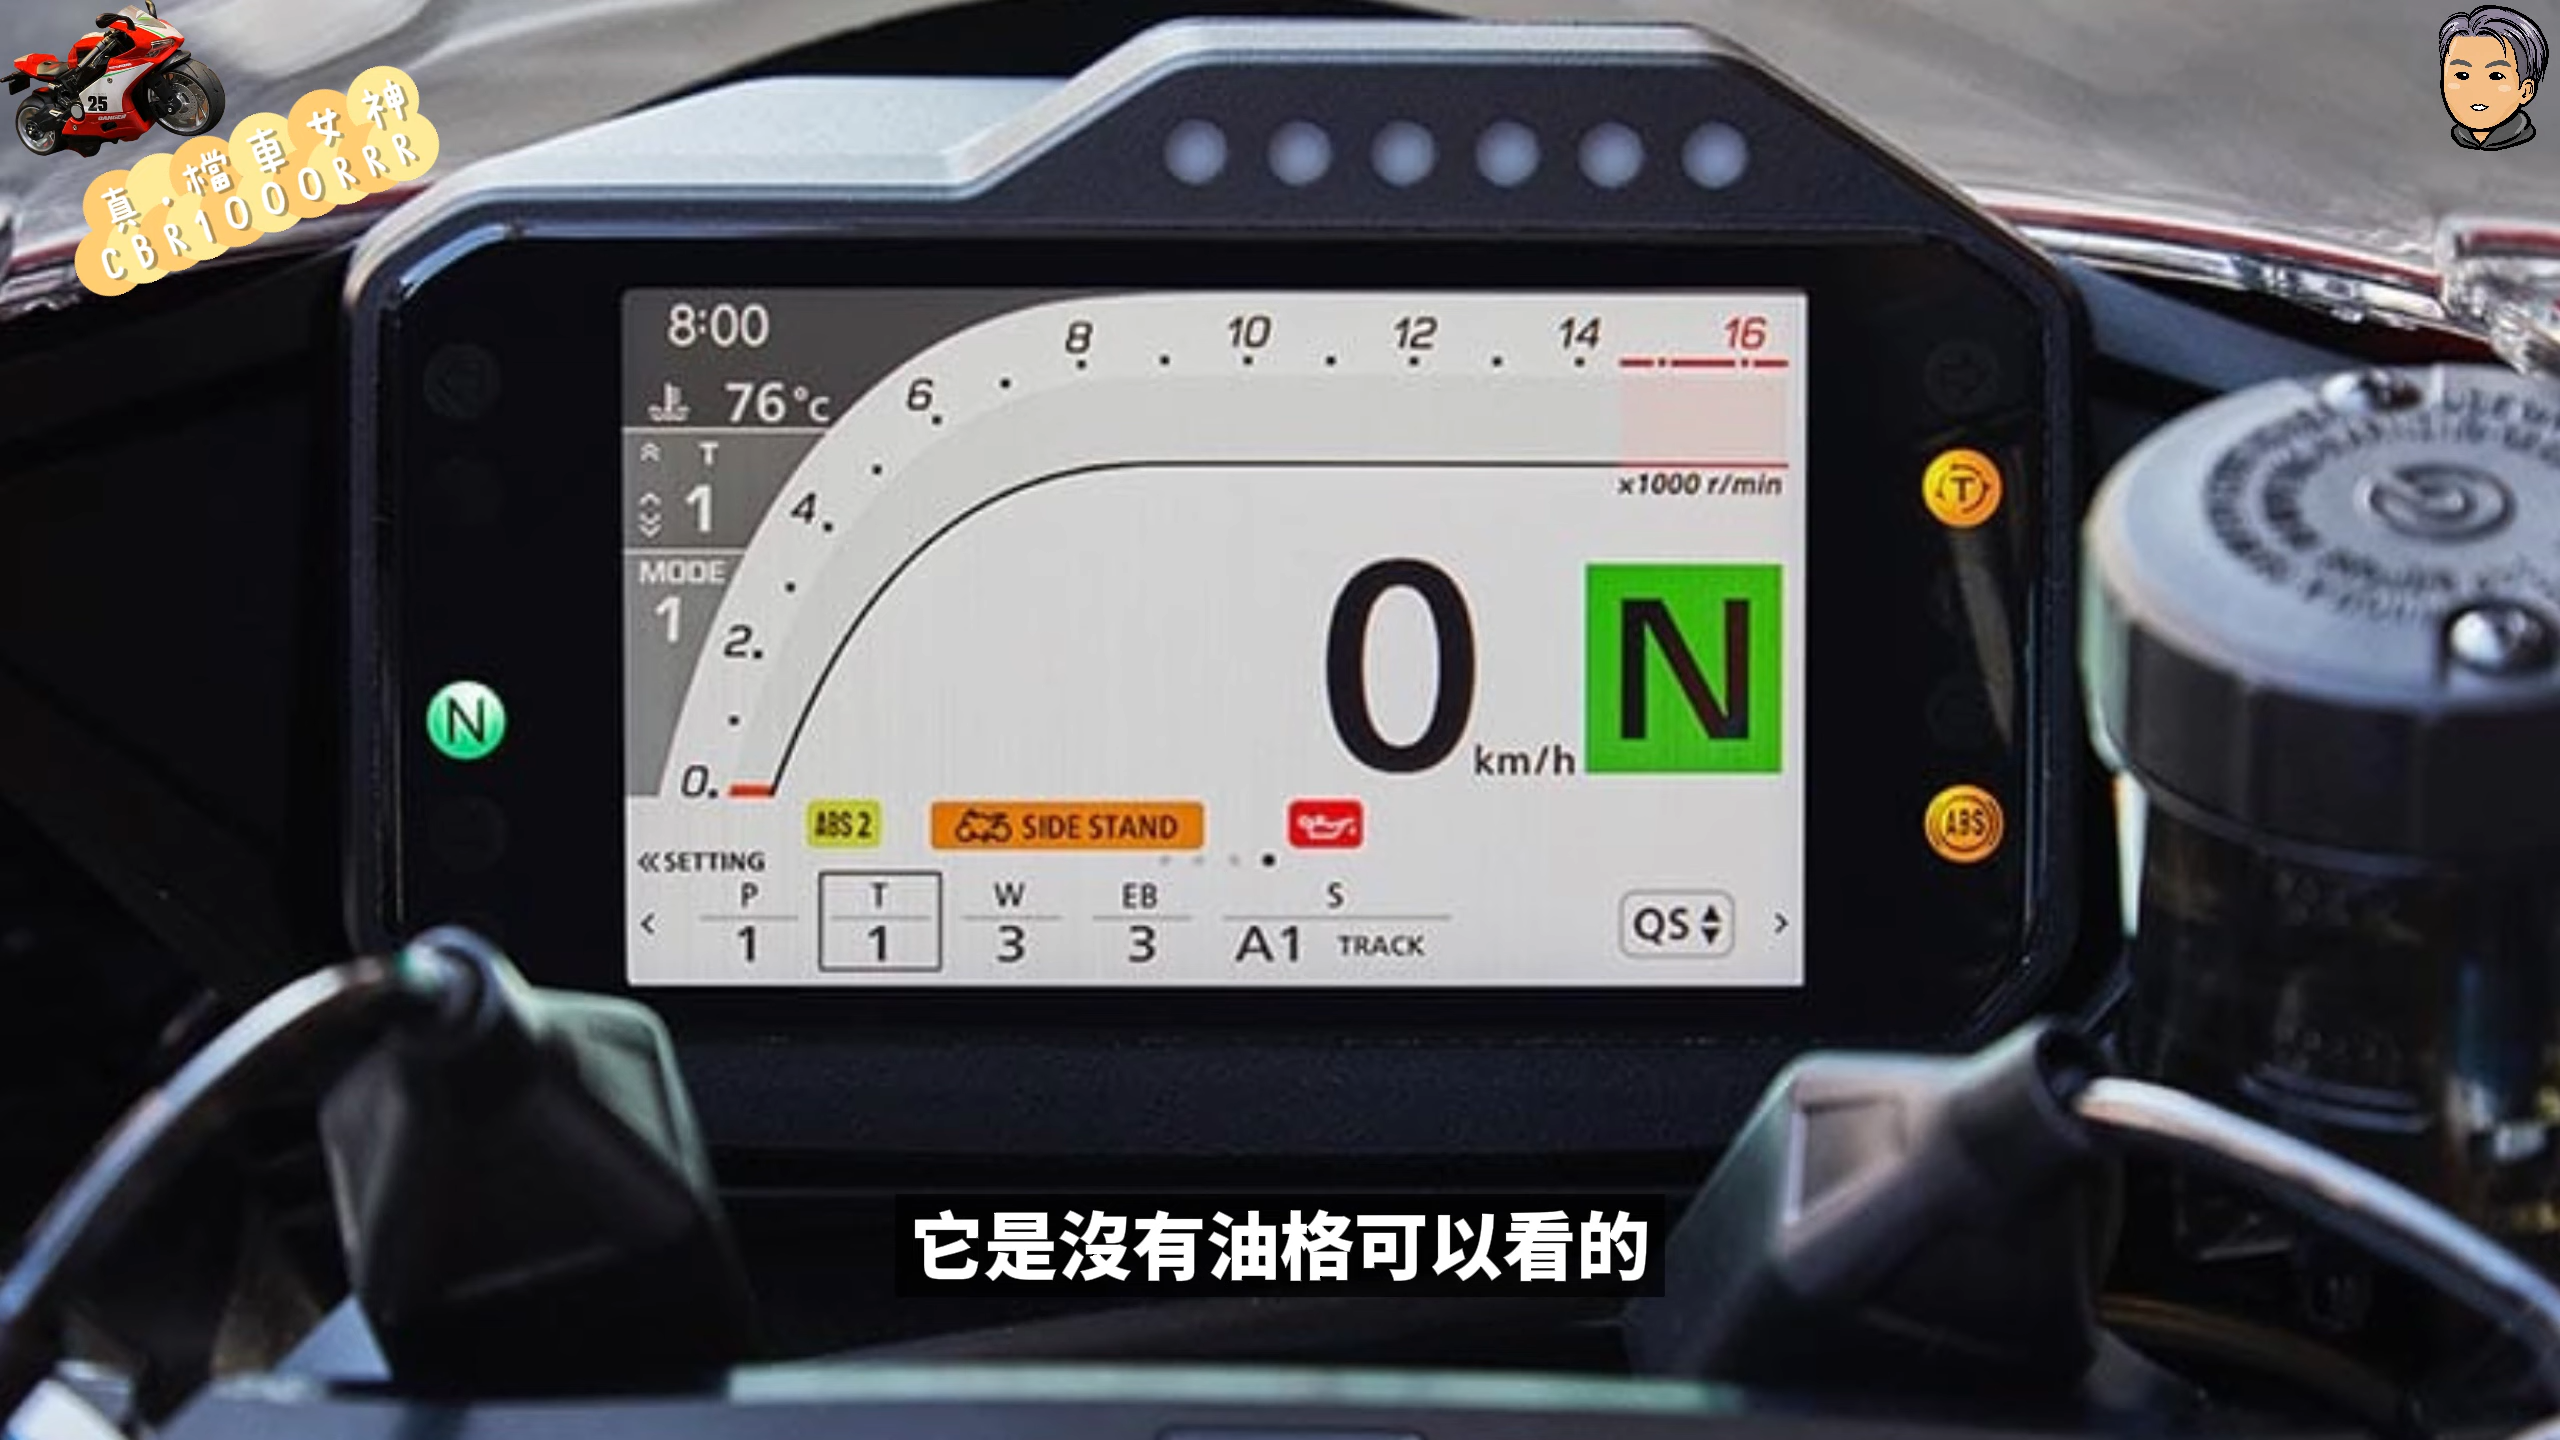 25
真·檔車女神
CBR1000RRR
8:00
76°C
T
1
MODE
1
0
2
4
6
8
10
12
14
16
x1000 r/min
0 km/h
N
N
T
ABS
ABS 2
SIDE STAND
«SETTING
P
T
W
EB
S
1
1
3
3
A1 TRACK
QS
它是沒有油格可以看的